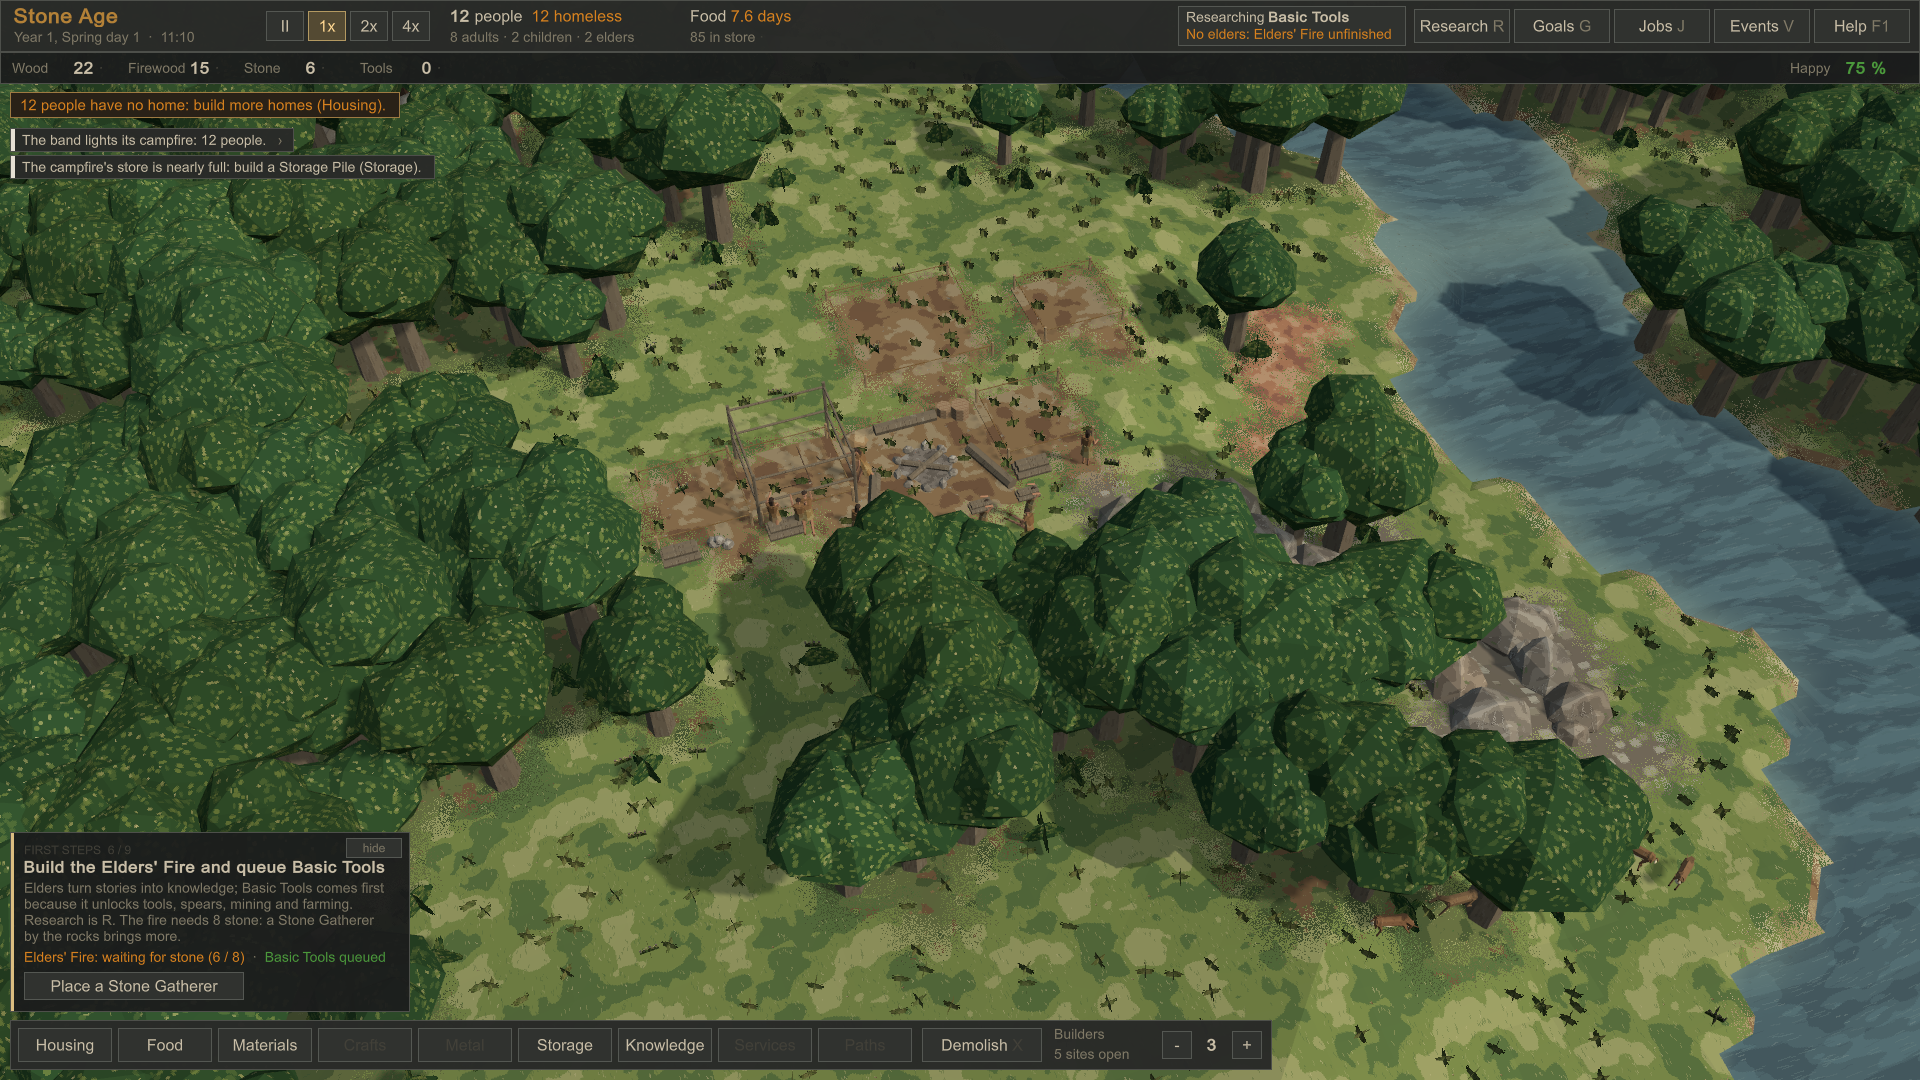 Stone Age
Year 1, Spring day 1 · 11:10
II
1x
2x
4x
12 people 12 homeless
8 adults · 2 children · 2 elders
Food 7.6 days
85 in store
Researching Basic Tools
No elders: Elders' Fire unfinished
Research R
Goals G
Jobs J
Events V
Help F1
Wood 22
Firewood 15
Stone 6
Tools 0
Happy 75 %
12 people have no home: build more homes (Housing).
The band lights its campfire: 12 people. ›
The campfire's store is nearly full: build a Storage Pile (Storage).
FIRST STEPS 6 / 9
hide
Build the Elders' Fire and queue Basic Tools
Elders turn stories into knowledge; Basic Tools comes first
because it unlocks tools, spears, mining and farming.
Research is R. The fire needs 8 stone: a Stone Gatherer
by the rocks brings more.
Elders' Fire: waiting for stone (6 / 8) · Basic Tools queued
Place a Stone Gatherer
Housing
Food
Materials
Crafts
Metal
Storage
Knowledge
Services
Paths
Demolish X
Builders
5 sites open
- 3 +